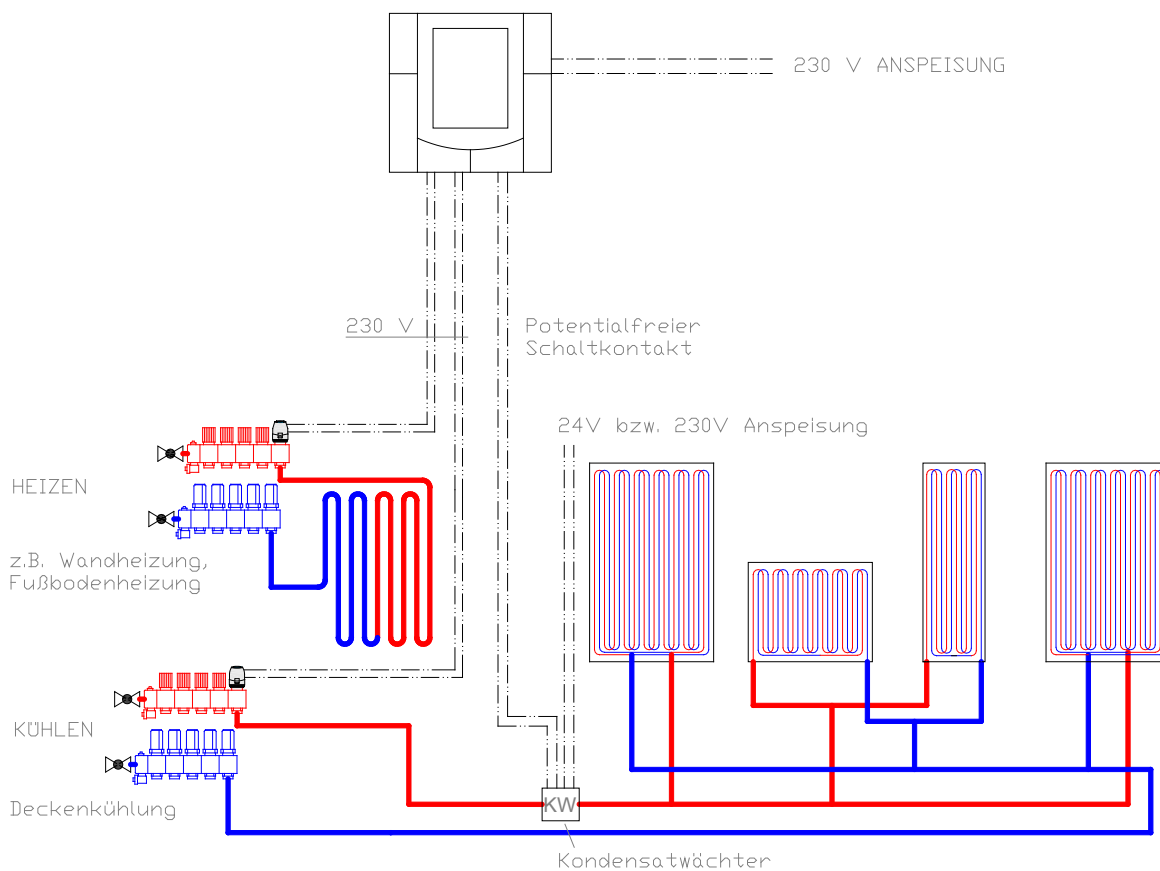 230 V ANSPEISUNG
230 V
Potentialfreier
Schaltkontakt
24V bzw. 230V Anspeisung
HEIZEN
z.B. Wandheizung,
Fußbodenheizung
KÜHLEN
Deckenkühlung
KW
Kondensatwächter